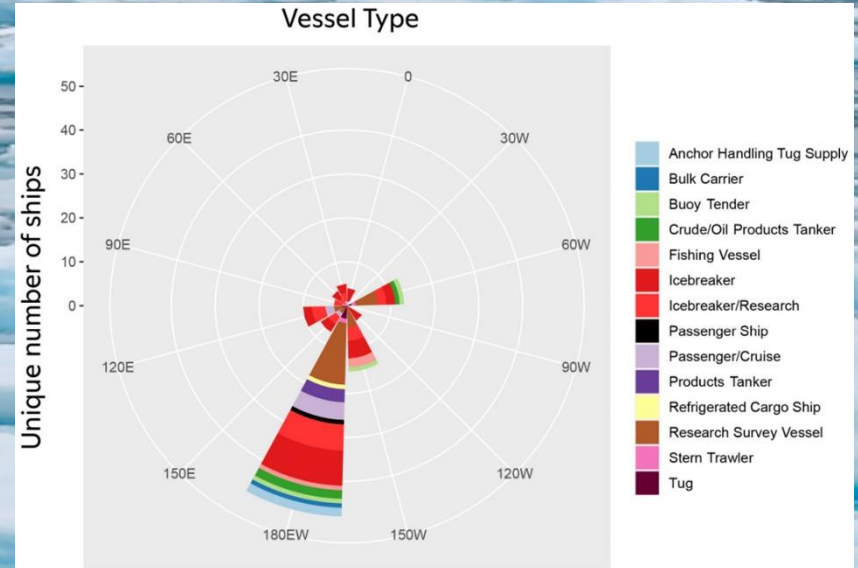 Vessel Type
Unique number of ships
50
40
30
20
10
0
30E
0
60E
30W
90E
60W
120E
90W
150E
120W
180EW
150W
Anchor Handling Tug Supply
Bulk Carrier
Buoy Tender
Crude/Oil Products Tanker
Fishing Vessel
Icebreaker
Icebreaker/Research
Passenger Ship
Passenger/Cruise
Products Tanker
Refrigerated Cargo Ship
Research Survey Vessel
Stern Trawler
Tug